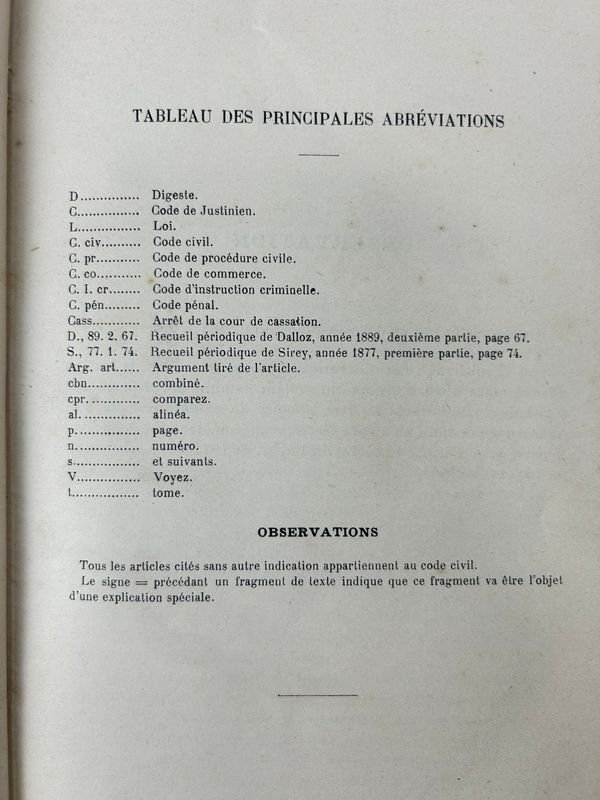 TABLEAU DES PRINCIPALES ABRÉVIATIONS
D............... Digeste.
C................ Code de Justinien.
L................ Loi.
C. civ.......... Code civil.
C. pr........... Code de procédure civile.
C. co........... Code de commerce.
C. I. cr........ Code d'instruction criminelle.
C. pén......... Code pénal.
Cass............ Arrêt de la cour de cassation.
D., 89. 2. 67. Recueil périodique de Dalloz, année 1889, deuxième partie, page 67.
S., 77. 1. 74. Recueil périodique de Sirey, année 1877, première partie, page 74.
Arg. art...... Argument tiré de l'article.
cbn............. combiné.
cpr............. comparez.
al............... alinéa.
p................ page.
n................ numéro.
s................. et suivants.
V................ Voyez.
t................. tome.
OBSERVATIONS
Tous les articles cités sans autre indication appartiennent au code civil.
Le signe = précédant un fragment de texte indique que ce fragment va être l'objet
d'une explication spéciale.